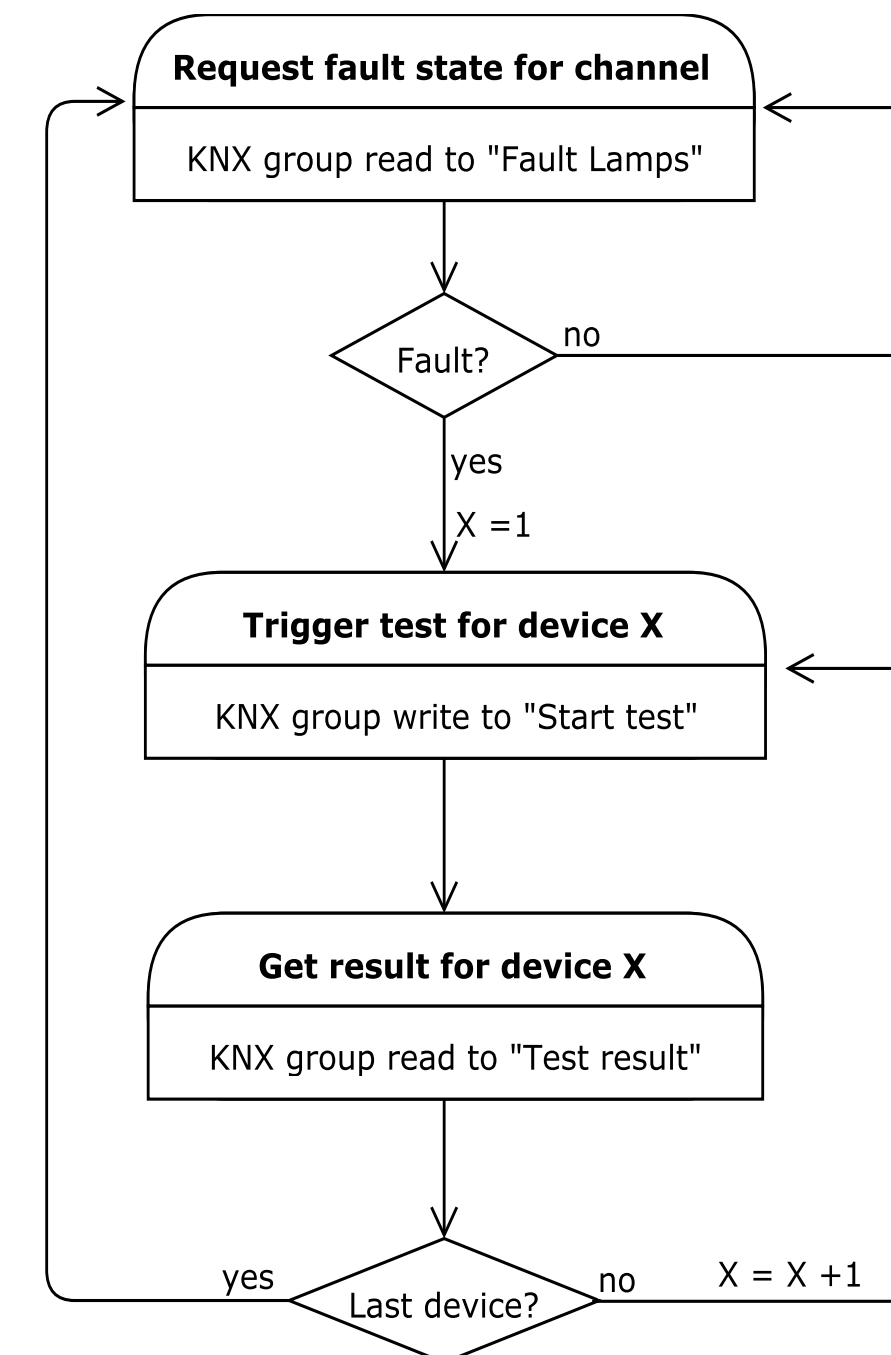 Request fault state for channel
KNX group read to "Fault Lamps"
Fault?
no
yes
X =1
Trigger test for device X
KNX group write to "Start test"
Get result for device X
KNX group read to "Test result"
yes
Last device?
no
X = X +1